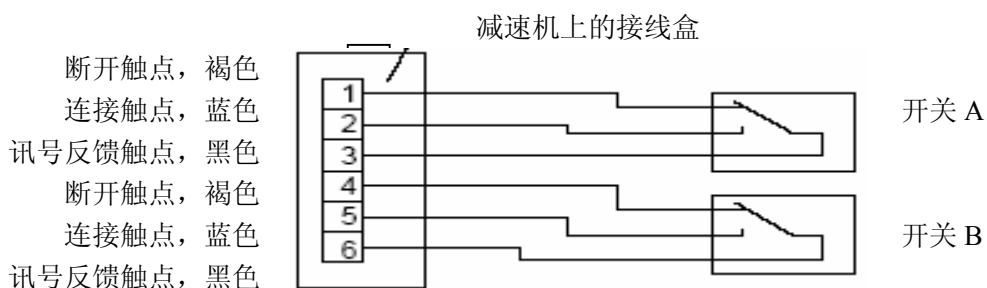 减速机上的接线盒
断开触点，褐色
连接触点，蓝色
讯号反馈触点，黑色
断开触点，褐色
连接触点，蓝色
讯号反馈触点，黑色
1
2
3
4
5
6
开关 A
开关 B